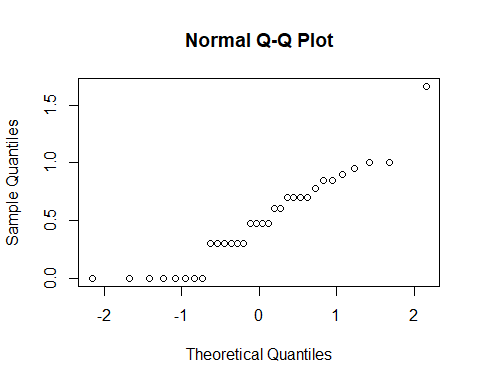 Normal Q-Q Plot
Sample Quantiles
1.5
1.0
0.5
0.0
-2 -1 0 1 2
Theoretical Quantiles